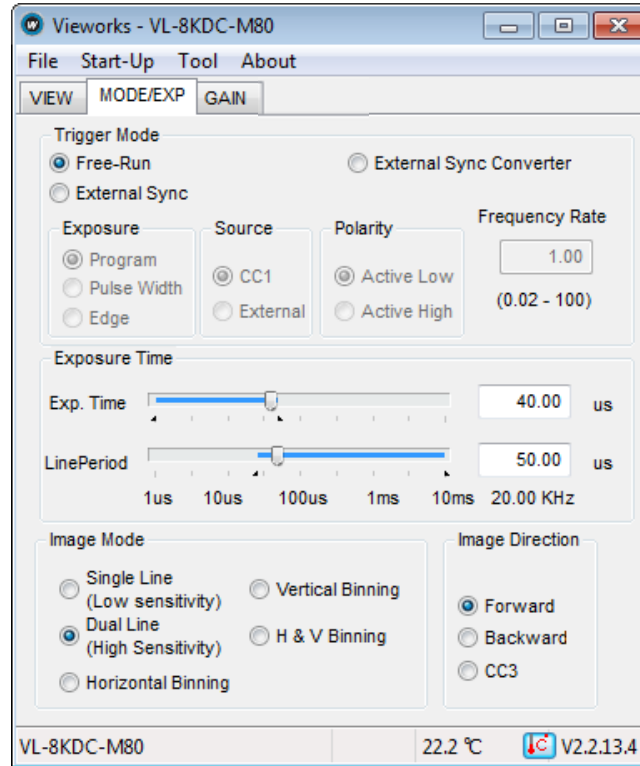 Vieworks - VL-8KDC-M80
File Start-Up Tool About
VIEW MODE/EXP GAIN
Trigger Mode
Free-Run External Sync Converter
External Sync
Exposure Source Polarity Frequency Rate
Program CC1 Active Low 1.00
Pulse Width External Active High (0.02 - 100)
Edge
Exposure Time
Exp. Time 40.00 us
LinePeriod 50.00 us
1us 10us 100us 1ms 10ms 20.00 KHz
Image Mode Image Direction
Single Line
(Low sensitivity)
Vertical Binning
Dual Line
(High Sensitivity)
H & V Binning
Horizontal Binning
Forward
Backward
CC3
VL-8KDC-M80 22.2 ℃ V2.2.13.4